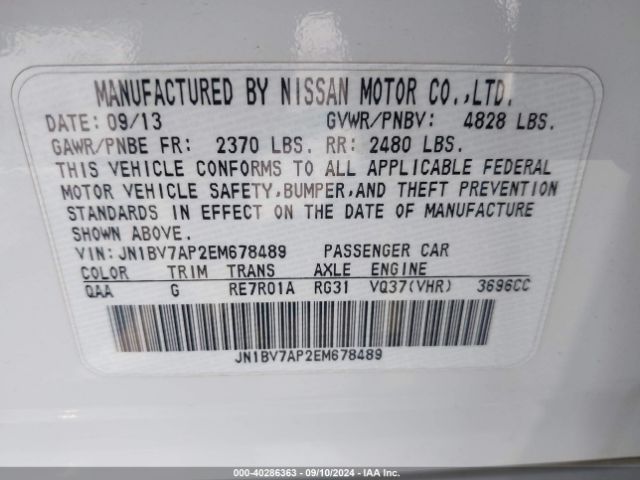 MANUFACTURED BY NISSAN MOTOR CO.,LTD.
DATE: 09/13 GVWR/PNBV: 4828 LBS.
GAWR/PNBE FR: 2370 LBS. RR: 2480 LBS.
THIS VEHICLE CONFORMS TO ALL APPLICABLE FEDERAL
MOTOR VEHICLE SAFETY,BUMPER,AND THEFT PREVENTION
STANDARDS IN EFFECT ON THE DATE OF MANUFACTURE
SHOWN ABOVE.
VIN: JN1BV7AP2EM678489 PASSENGER CAR
COLOR TRIM TRANS AXLE ENGINE
QAA G RE7R01A RG31 VQ37(VHR) 3696CC
JN1BV7AP2EM678489
000-40286363 - 09/10/2024 - IAA Inc.